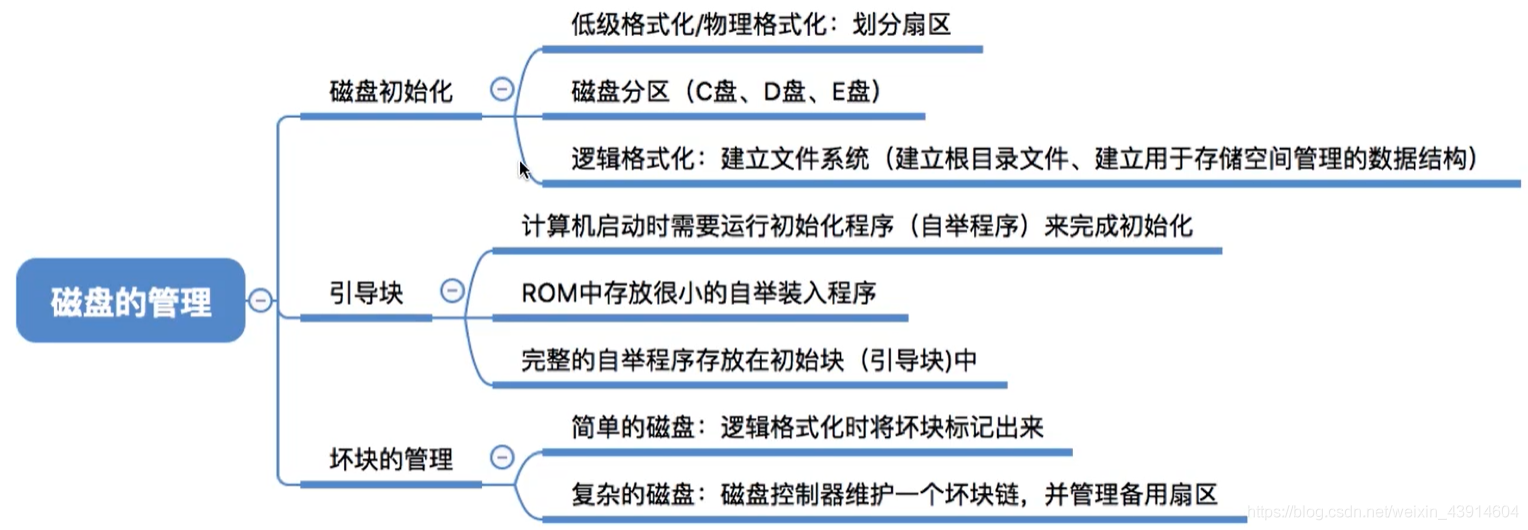 低级格式化/物理格式化：划分扇区
磁盘初始化
磁盘分区（C盘、D盘、E盘）
逻辑格式化：建立文件系统（建立根目录文件、建立用于存储空间管理的数据结构）
计算机启动时需要运行初始化程序（自举程序）来完成初始化
磁盘的管理
引导块
ROM中存放很小的自举装入程序
完整的自举程序存放在初始块（引导块)中
简单的磁盘：逻辑格式化时将坏块标记出来
坏块的管理
复杂的磁盘：磁盘控制器维护一个坏块链，并管理备用扇区
https://blog.csdn.net/weixin_43914604